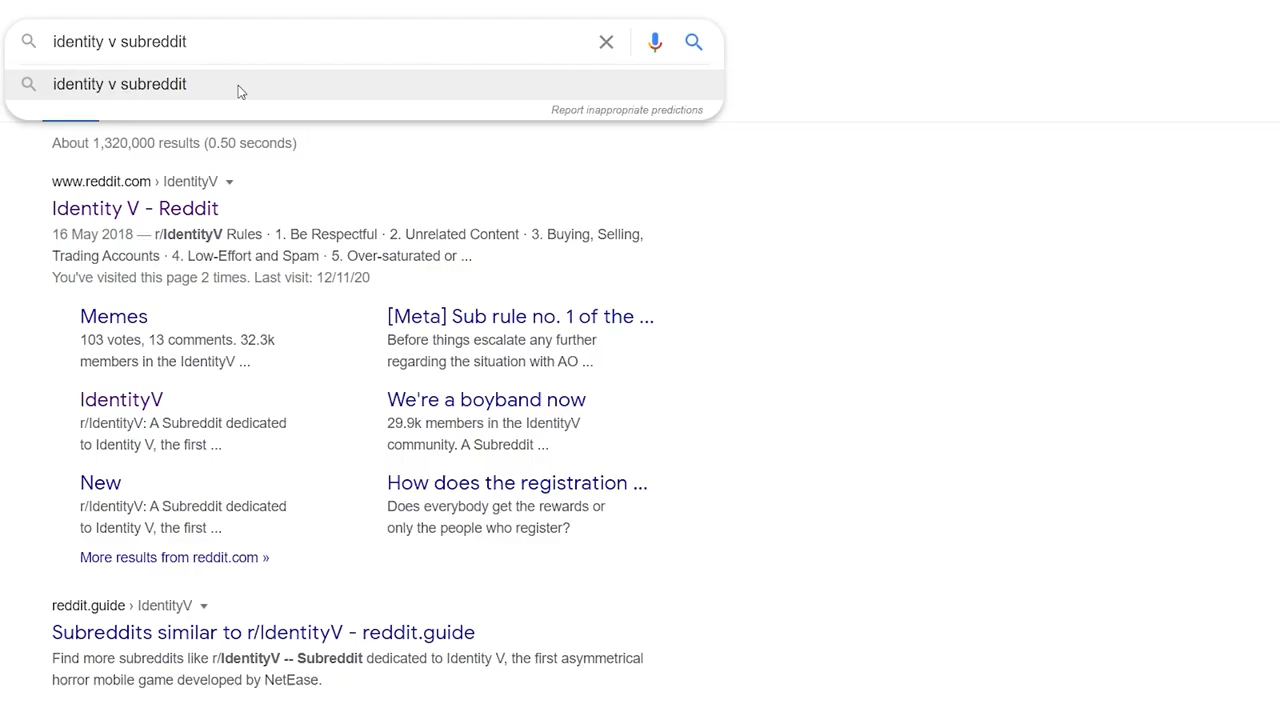 identity v subreddit
identity v subreddit
Report inappropriate predictions
About 1,320,000 results (0.50 seconds)
www.reddit.com › IdentityV
Identity V - Reddit
16 May 2018 — r/IdentityV Rules · 1. Be Respectful · 2. Unrelated Content · 3. Buying, Selling,
Trading Accounts · 4. Low-Effort and Spam · 5. Over-saturated or ...
You've visited this page 2 times. Last visit: 12/11/20
Memes
103 votes, 13 comments. 32.3k
members in the IdentityV ...
[Meta] Sub rule no. 1 of the ...
Before things escalate any further
regarding the situation with AO ...
IdentityV
r/IdentityV: A Subreddit dedicated
to Identity V, the first ...
We're a boyband now
29.9k members in the IdentityV
community. A Subreddit ...
New
r/IdentityV: A Subreddit dedicated
to Identity V, the first ...
How does the registration ...
Does everybody get the rewards or
only the people who register?
More results from reddit.com »
reddit.guide › IdentityV
Subreddits similar to r/IdentityV - reddit.guide
Find more subreddits like r/IdentityV -- Subreddit dedicated to Identity V, the first asymmetrical
horror mobile game developed by NetEase.